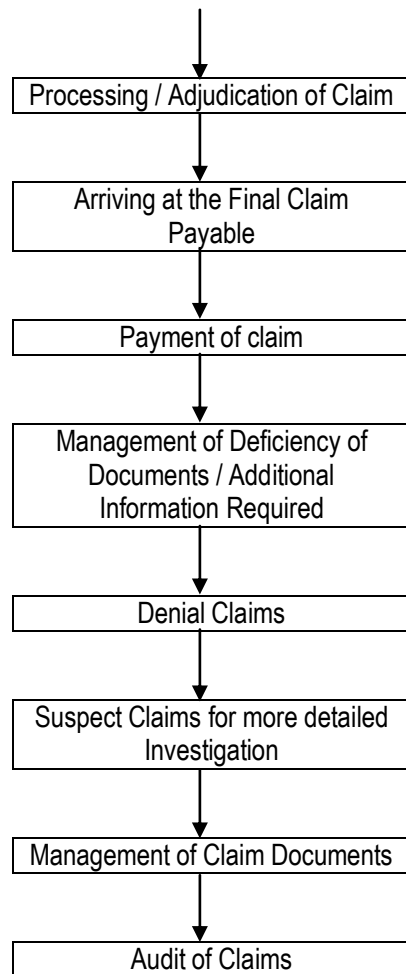 Processing / Adjudication of Claim
Arriving at the Final Claim
Payable
Payment of claim
Management of Deficiency of
Documents / Additional
Information Required
Denial Claims
Suspect Claims for more detailed
Investigation
Management of Claim Documents
Audit of Claims